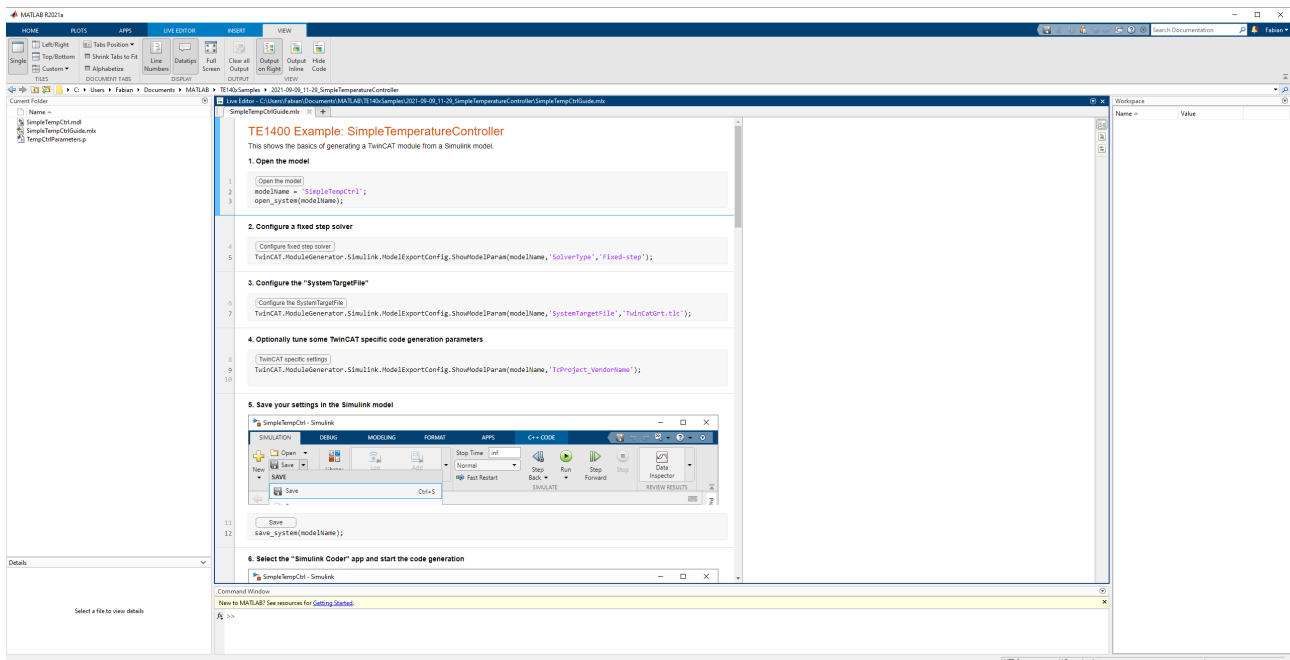 MATLAB R2021a
HOME PLOTS APPS LIVE EDITOR INSERT VIEW
Search Documentation Fabian
Single Left/Right Top/Bottom Custom
Tabs Position Shrink Tabs to Fit Alphabetize
Line Numbers Datatips Full Screen
Clear all Output Output on Right Output Inline Hide Code
TILES DOCUMENT TABS DISPLAY OUTPUT VIEW
C: Users Fabian Documents MATLAB TE140xSamples 2021-09-09_11-29_SimpleTemperatureController
Current Folder
Name
SimpleTempCtrl.mdl
SimpleTempCtrlGuide.mlx
TempCtrlParameters.p
Details
Select a file to view details
Live Editor - C:\Users\Fabian\Documents\MATLAB\TE140xSamples\2021-09-09_11-29_SimpleTemperatureController\SimpleTempCtrlGuide.mlx
SimpleTempCtrlGuide.mlx
TE1400 Example: SimpleTemperatureController
This shows the basics of generating a TwinCAT module from a Simulink model.
1. Open the model
1 Open the model
2 modelName = 'SimpleTempCtrl';
3 open_system(modelName);
2. Configure a fixed step solver
4 Configure fixed step solver
5 TwinCAT.ModuleGenerator.Simulink.ModelExportConfig.ShowModelParam(modelName,'SolverType','Fixed-step');
3. Configure the "SystemTargetFile"
6 Configure the SystemTargetFile
7 TwinCAT.ModuleGenerator.Simulink.ModelExportConfig.ShowModelParam(modelName,'SystemTargetFile','TwinCatGrt.tlc');
4. Optionally tune some TwinCAT specific code generation parameters
8 TwinCAT specific settings
9 TwinCAT.ModuleGenerator.Simulink.ModelExportConfig.ShowModelParam(modelName,'TcProject_VendorName');
10
5. Save your settings in the Simulink model
SimpleTempCtrl - Simulink
SIMULATION DEBUG MODELING FORMAT APPS C++ CODE
New Open Save
Stop Time inf
Normal
Fast Restart
Step Back Run Step Forward Stop
Data Inspector
SIMULATE REVIEW RESULTS
SAVE
Save Ctrl+S
11 Save
12 save_system(modelName);
6. Select the "Simulink Coder" app and start the code generation
SimpleTempCtrl - Simulink
Command Window
New to MATLAB? See resources for Getting Started.
fx >>
Workspace
Name Value